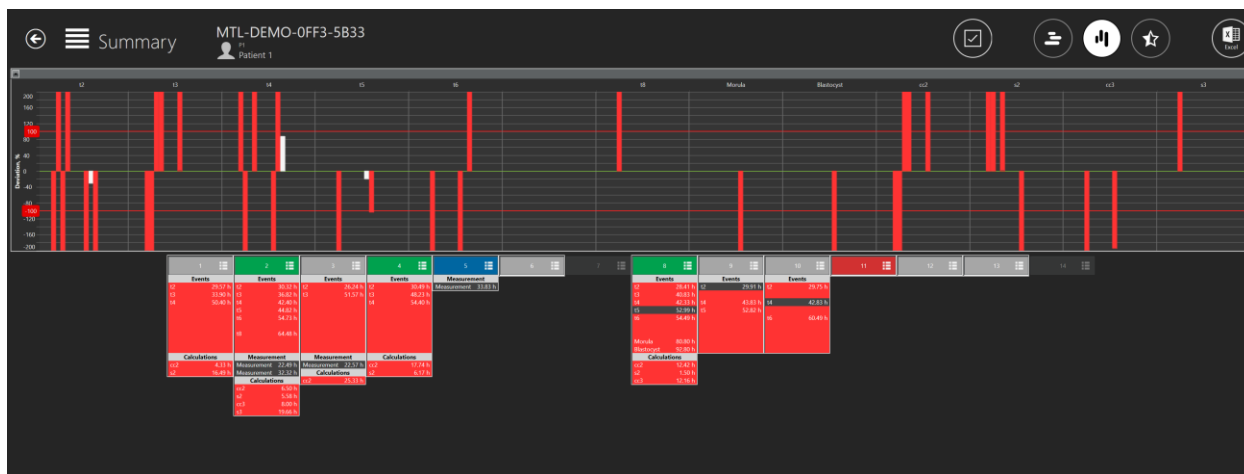 Summary
MTL-DEMO-0FF3-5B33
P1
Patient 1
Excel
t2 t3 t4 t5 t6 t8 Morula Blastocyst cc2 s2 cc3 s3
Deviation, %
200
160
120
100
80
40
0
-40
-80
-100
-120
-160
-200
1
Events
t2 29.57 h
t3 33.90 h
t4 50.40 h
Calculations
cc2 4.33 h
s2 16.49 h
2
Events
t2 30.32 h
t3 36.82 h
t4 42.40 h
t5 44.82 h
t6 54.73 h
t8 64.48 h
Measurement
Measurement 22.49 h
Measurement 32.32 h
Calculations
cc2 6.50 h
s2 5.58 h
cc3 8.00 h
s3 19.66 h
3
Events
t2 26.24 h
t3 51.57 h
Measurement
Measurement 22.57 h
Calculations
cc2 25.33 h
4
Events
t2 30.49 h
t3 48.23 h
t4 54.40 h
Calculations
cc2 17.74 h
s2 6.17 h
5
Measurement
Measurement 33.83 h
6
7
8
Events
t2 28.41 h
t3 40.83 h
t4 42.33 h
t5 52.99 h
t6 54.49 h
Morula 80.80 h
Blastocyst 92.80 h
Calculations
cc2 12.42 h
s2 1.50 h
cc3 12.16 h
9
Events
t2 29.91 h
t4 43.83 h
t5 52.82 h
10
Events
t2 29.75 h
t4 42.83 h
t6 60.49 h
11
12
13
14